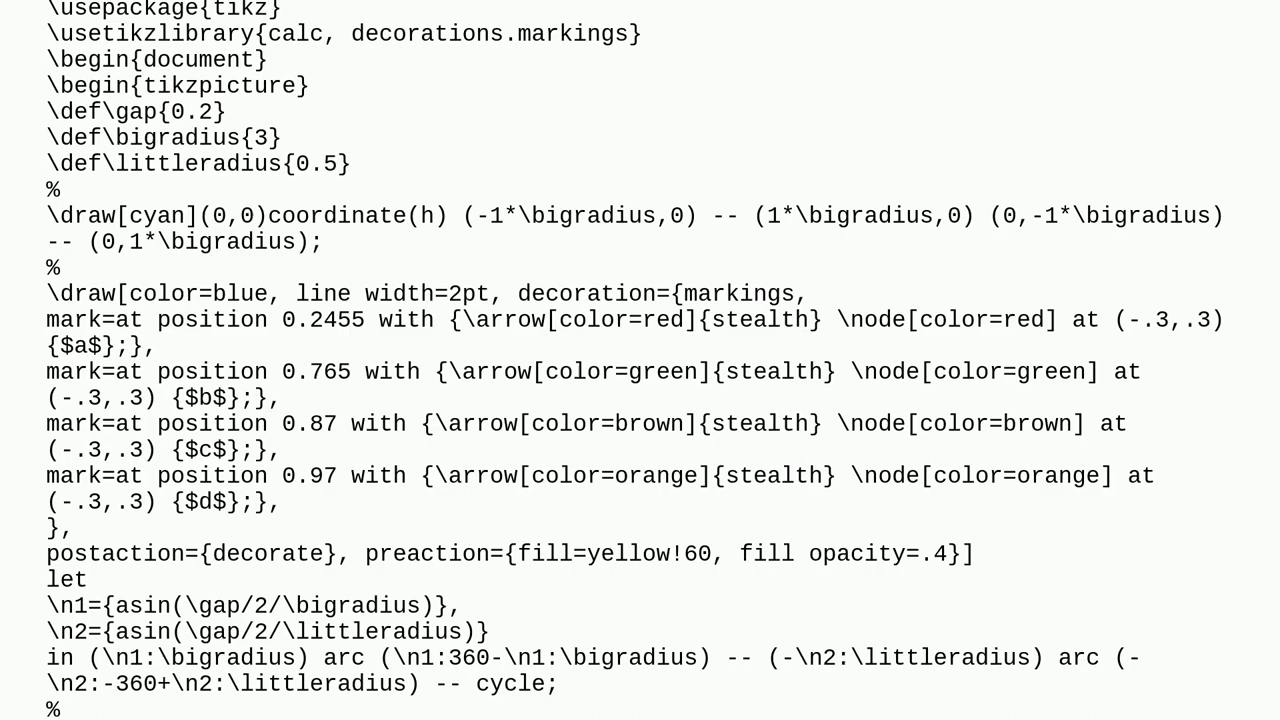 \usepackage{tikz}
\usetikzlibrary{calc, decorations.markings}
\begin{document}
\begin{tikzpicture}
\def\gap{0.2}
\def\bigradius{3}
\def\littleradius{0.5}
%
\draw[cyan](0,0)coordinate(h) (-1*\bigradius,0) -- (1*\bigradius,0) (0,-1*\bigradius)
-- (0,1*\bigradius);
%
\draw[color=blue, line width=2pt, decoration={markings,
mark=at position 0.2455 with {\arrow[color=red]{stealth} \node[color=red] at (-.3,.3)
{$a$};},
mark=at position 0.765 with {\arrow[color=green]{stealth} \node[color=green] at
(-.3,.3) {$b$};},
mark=at position 0.87 with {\arrow[color=brown]{stealth} \node[color=brown] at
(-.3,.3) {$c$};},
mark=at position 0.97 with {\arrow[color=orange]{stealth} \node[color=orange] at
(-.3,.3) {$d$};},
},
postaction={decorate}, preaction={fill=yellow!60, fill opacity=.4}]
let
\n1={asin(\gap/2/\bigradius)},
\n2={asin(\gap/2/\littleradius)}
in (\n1:\bigradius) arc (\n1:360-\n1:\bigradius) -- (-\n2:\littleradius) arc (-
\n2:-360+\n2:\littleradius) -- cycle;
%